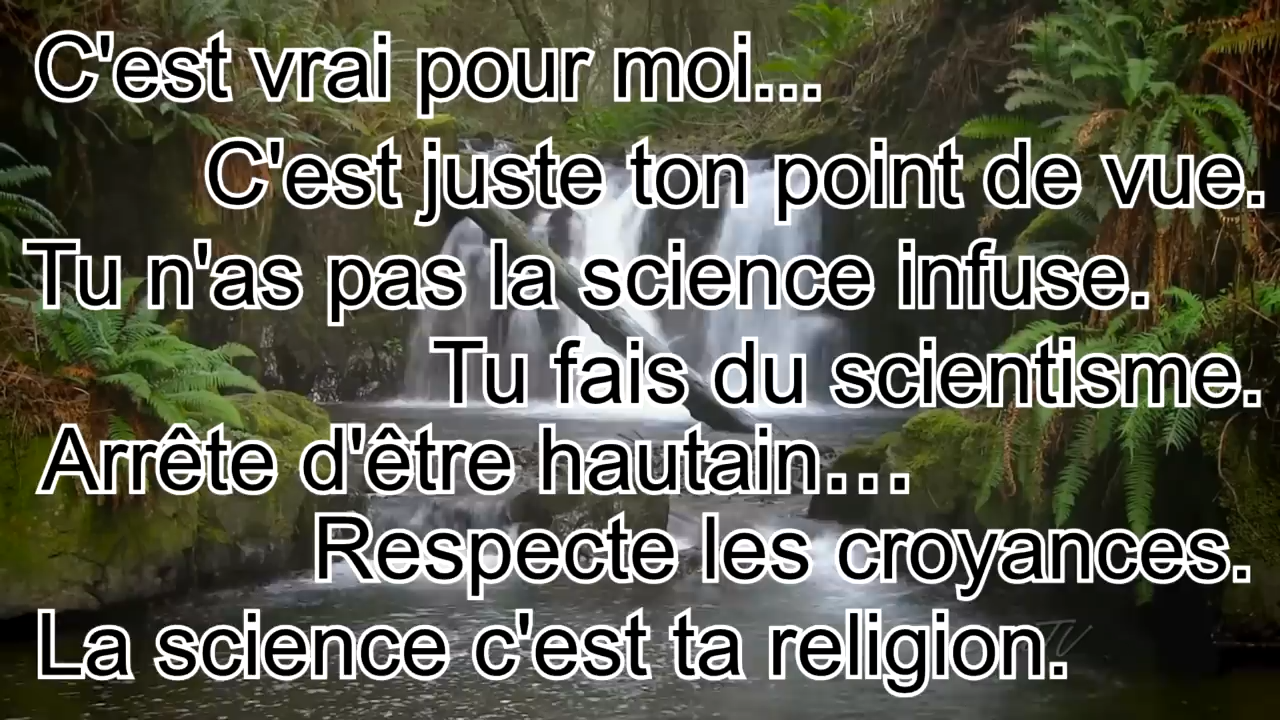 C'est vrai pour moi...
C'est juste ton point de vue.
Tu n'as pas la science infuse.
Tu fais du scientisme.
Arrête d'être hautain...
Respecte les croyances.
La science c'est ta religion.
TV